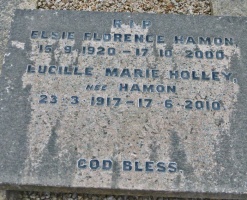 R·I·P
ELSIE FLORENCE HAMON,
15·9·1920 – 17·10·2000.
LUCILLE MARIE HOLLEY,
NEE HAMON
23·3·1917 – 17·6·2010.
GOD BLESS.